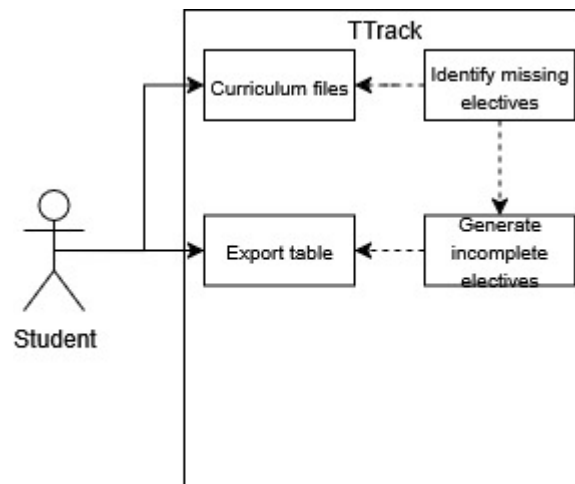 TTrack
Curriculum files
Identify missing
electives
Export table
Generate
incomplete
electives
Student